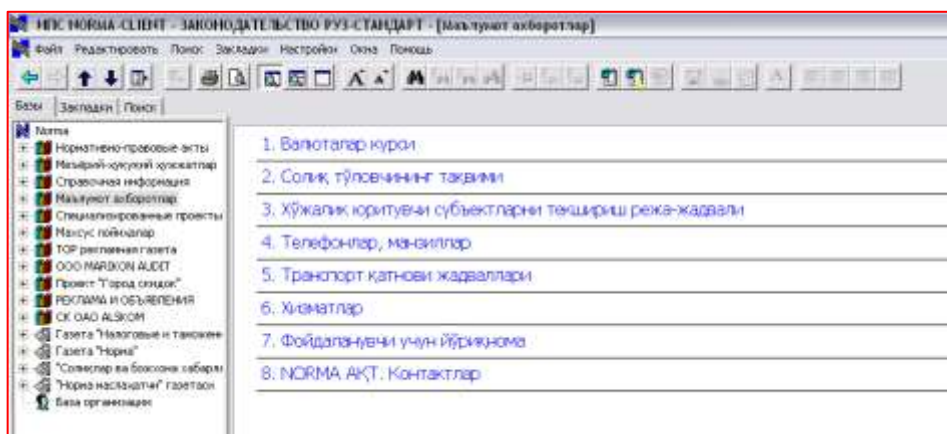 ИПС NORMA-CLIENT - ЗАКОНОДАТЕЛЬСТВО РУЗ-СТАНДАРТ - [Маълумот ахборотлар]
Файл Редактировать Поиск Закладки Настройки Окна Помощь
Базы Закладки Поиск
Norma
Нормативно-правовые акты
Меъёрий-ҳуқуқий ҳужжатлар
Справочная информация
Маълумот ахборотлар
Специализированные проекты
Махсус лойиҳалар
TOP рекламная газета
ООО MARIKON AUDIT
Проект "Город скидок"
РЕКЛАМА И ОБЪЯВЛЕНИЯ
СК ОАО ALSKOM
Газета "Налоговые и таможен
Газета "Норма"
"Солиқлар ва божхона хабарл
"Норма маслаҳатчи" газетаси
База организаций
1. Валюталар курси
2. Солиқ тўловчининг тақвими
3. Хўжалик юритувчи субъектларни текшириш режа-жадвали
4. Телефонлар, манзиллар
5. Транспорт қатнови жадваллари
6. Хизматлар
7. Фойдаланувчи учун йўриқнома
8. NORMA АҚТ. Контактлар